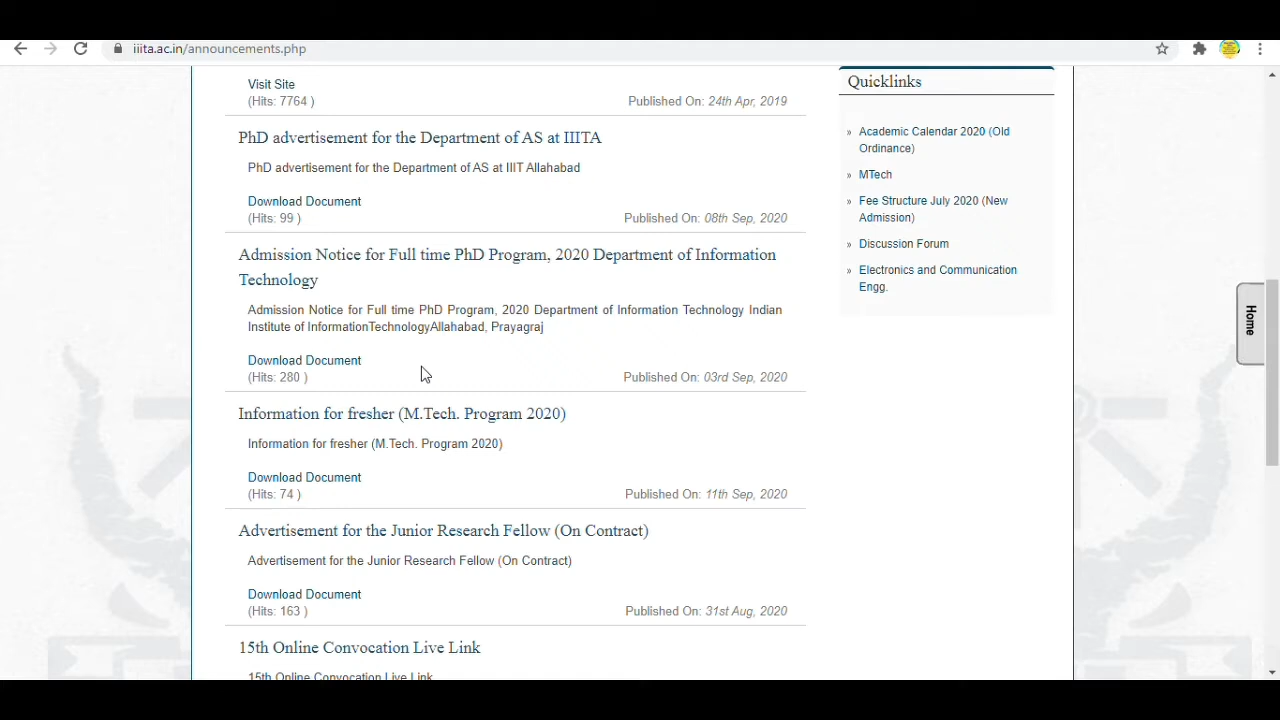 iiita.ac.in/announcements.php
Visit Site
(Hits: 7764 )
Published On: 24th Apr, 2019
PhD advertisement for the Department of AS at IIITA
PhD advertisement for the Department of AS at IIIT Allahabad
Download Document
(Hits: 99 )
Published On: 08th Sep, 2020
Admission Notice for Full time PhD Program, 2020 Department of Information
Technology
Admission Notice for Full time PhD Program, 2020 Department of Information Technology Indian
Institute of InformationTechnologyAllahabad, Prayagraj
Download Document
(Hits: 280 )
Published On: 03rd Sep, 2020
Information for fresher (M.Tech. Program 2020)
Information for fresher (M.Tech. Program 2020)
Download Document
(Hits: 74 )
Published On: 11th Sep, 2020
Advertisement for the Junior Research Fellow (On Contract)
Advertisement for the Junior Research Fellow (On Contract)
Download Document
(Hits: 163 )
Published On: 31st Aug, 2020
15th Online Convocation Live Link
15th Online Convocation Live Link
Quicklinks
» Academic Calendar 2020 (Old
Ordinance)
» MTech
» Fee Structure July 2020 (New
Admission)
» Discussion Forum
» Electronics and Communication
Engg.
Home